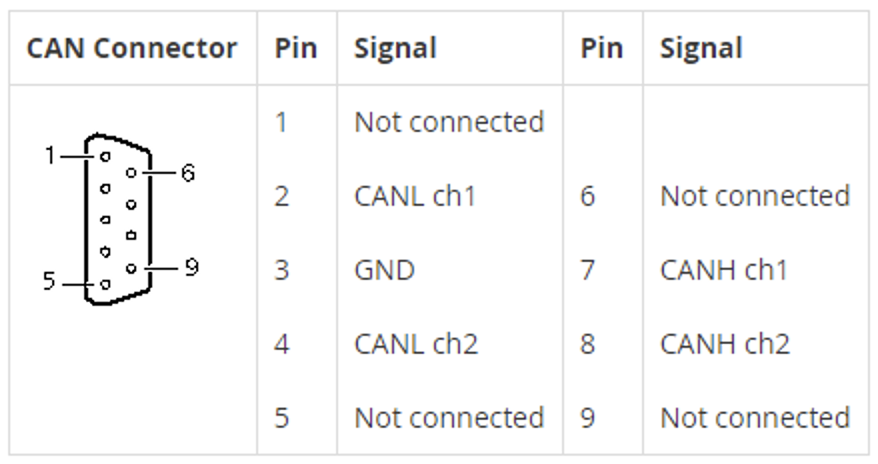 CAN Connector Pin Signal Pin Signal
1 Not connected
1 6
2 CANL ch1 6 Not connected
3 GND 7 CANH ch1
5 9
4 CANL ch2 8 CANH ch2
5 Not connected 9 Not connected